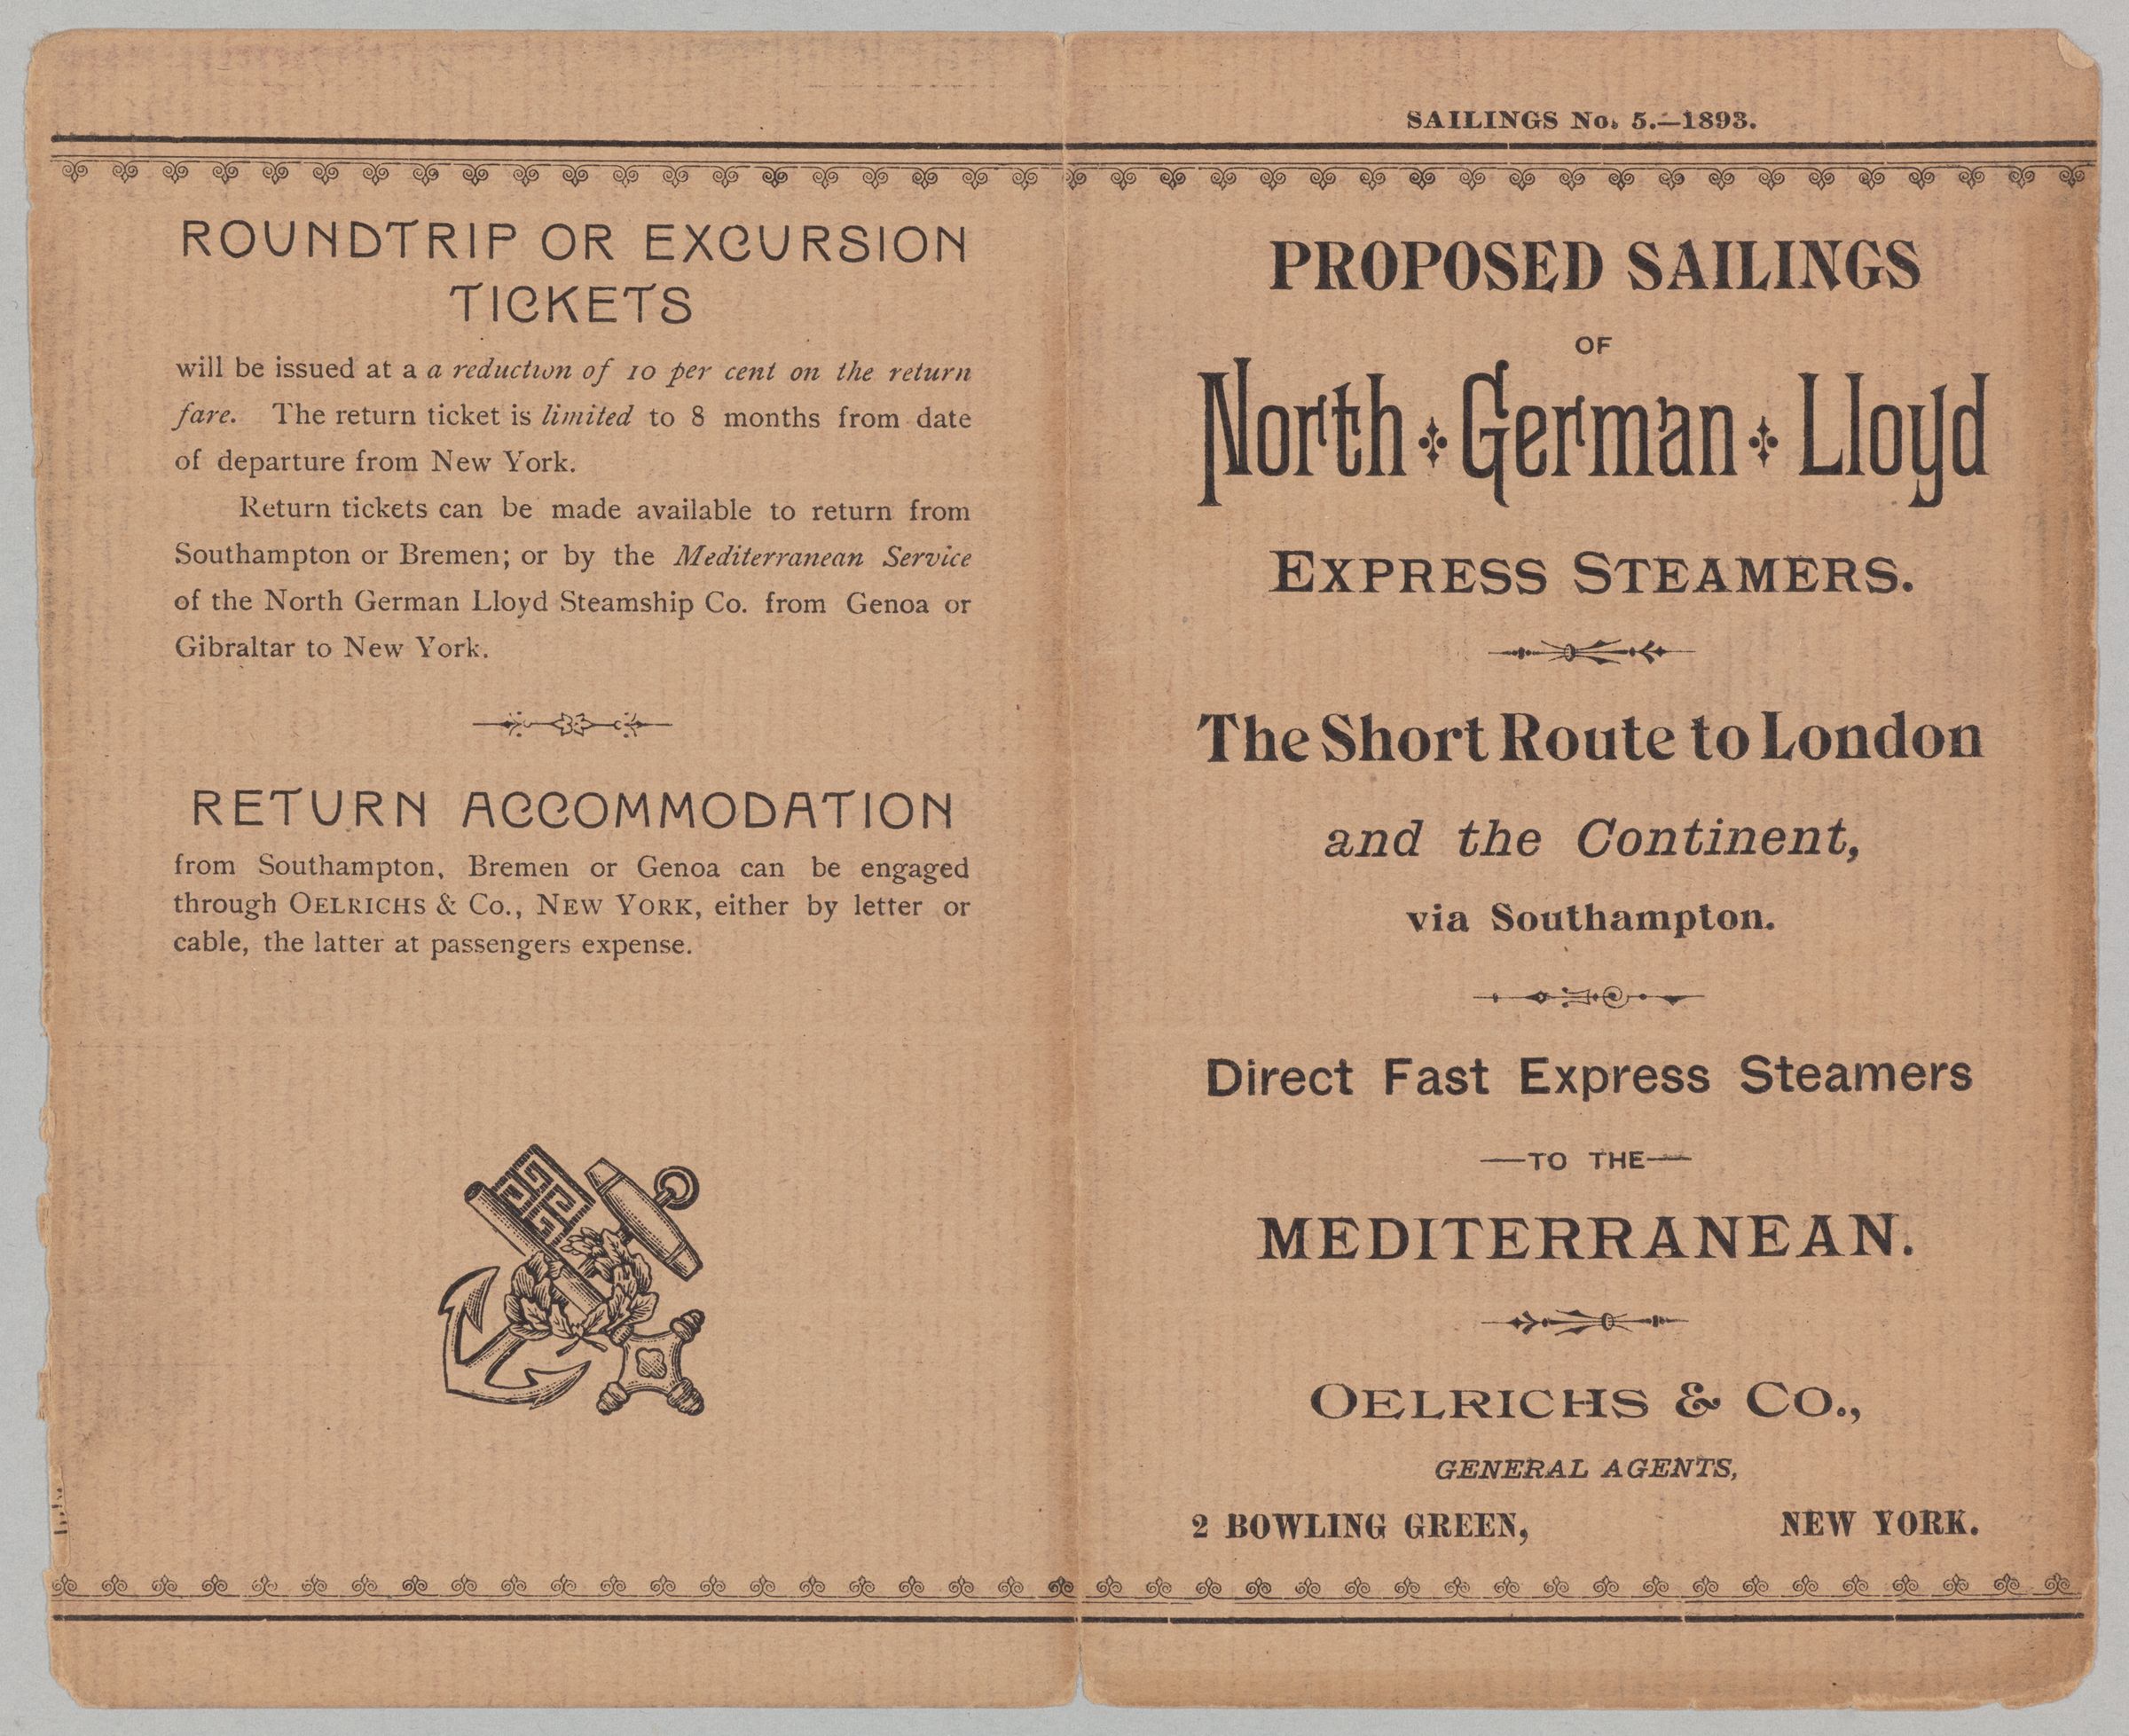 ROUNDTRIP OR EXCURSION
TICKETS
will be issued at a a reduction of 10 per cent on the return
fare. The return ticket is limited to 8 months from date
of departure from New York.
Return tickets can be made available to return from
Southampton or Bremen; or by the Mediterranean Service
of the North German Lloyd Steamship Co. from Genoa or
Gibraltar to New York.
RETURN ACCOMMODATION
from Southampton, Bremen or Genoa can be engaged
through OELRICHS & Co., NEW YORK, either by letter or
cable, the latter at passengers expense.
SAILINGS No. 5.—1893.
PROPOSED SAILINGS
OF
North German Lloyd
EXPRESS STEAMERS.
The Short Route to London
and the Continent,
via Southampton.
Direct Fast Express Steamers
—TO THE—
MEDITERRANEAN.
OELRICHS & CO.,
GENERAL AGENTS,
2 BOWLING GREEN, NEW YORK.